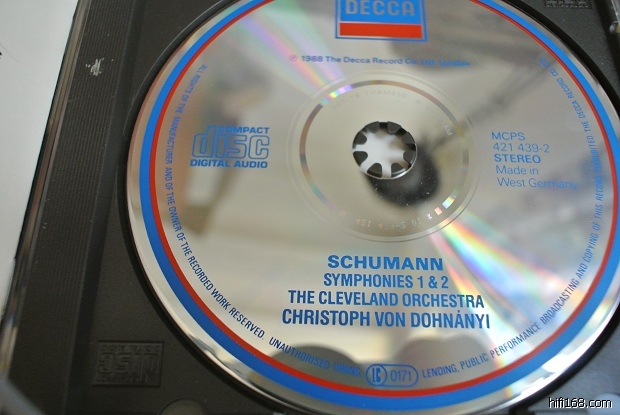 DECCA
℗ 1988 The Decca Record Co. Ltd., London
COMPACT
disc
DIGITAL AUDIO
MCPS
421 439-2
STEREO
Made in
West Germany
SCHUMANN
SYMPHONIES 1 & 2
THE CLEVELAND ORCHESTRA
CHRISTOPH VON DOHNÁNYI
ALL RIGHTS OF THE MANUFACTURER AND OF THE OWNER OF THE RECORDED WORK RESERVED. UNAUTHORISED HIRING, LENDING, PUBLIC PERFORMANCE, BROADCASTING AND COPYING OF THIS RECORD PROHIBITED.
LC 0171
hifi168.com